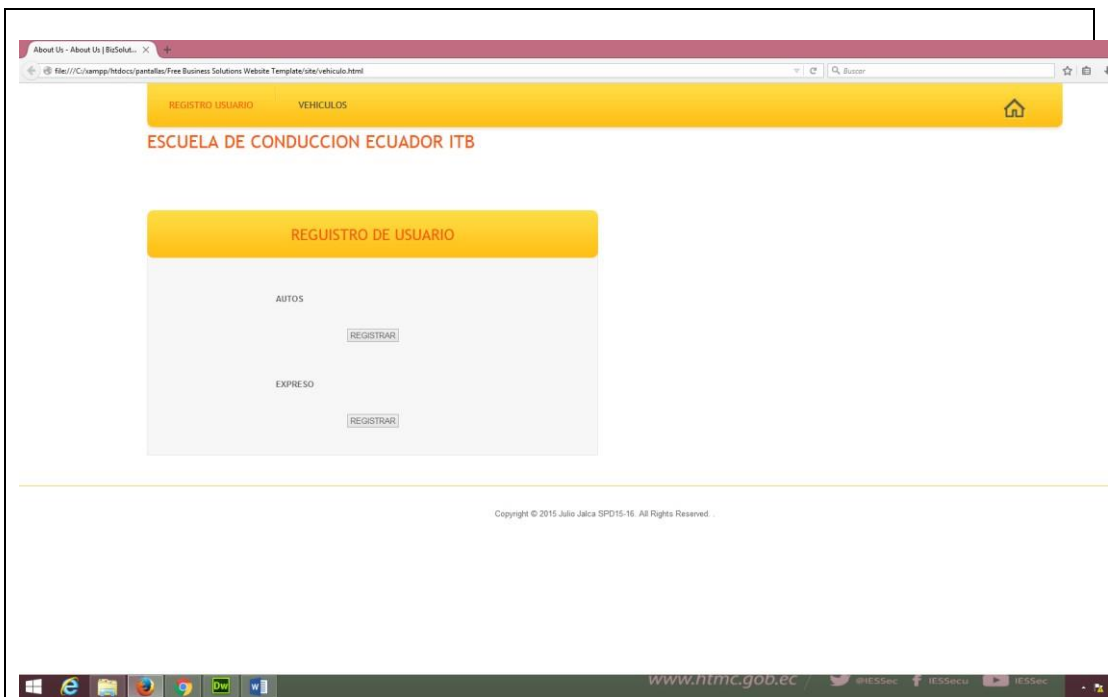 About Us - About Us | BizSolut...
file:///C:/xampp/htdocs/pantallas/Free Business Solutions Website Template/site/vehiculo.html
Buscar
REGISTRO USUARIO VEHICULOS
ESCUELA DE CONDUCCION ECUADOR ITB
REGUISTRO DE USUARIO
AUTOS
REGISTRAR
EXPRESO
REGISTRAR
Copyright © 2015 Julio Jalca SPD15-16. All Rights Reserved. .
www.htmc.gob.ec / @IESSec IESSecu IESSec
Dw